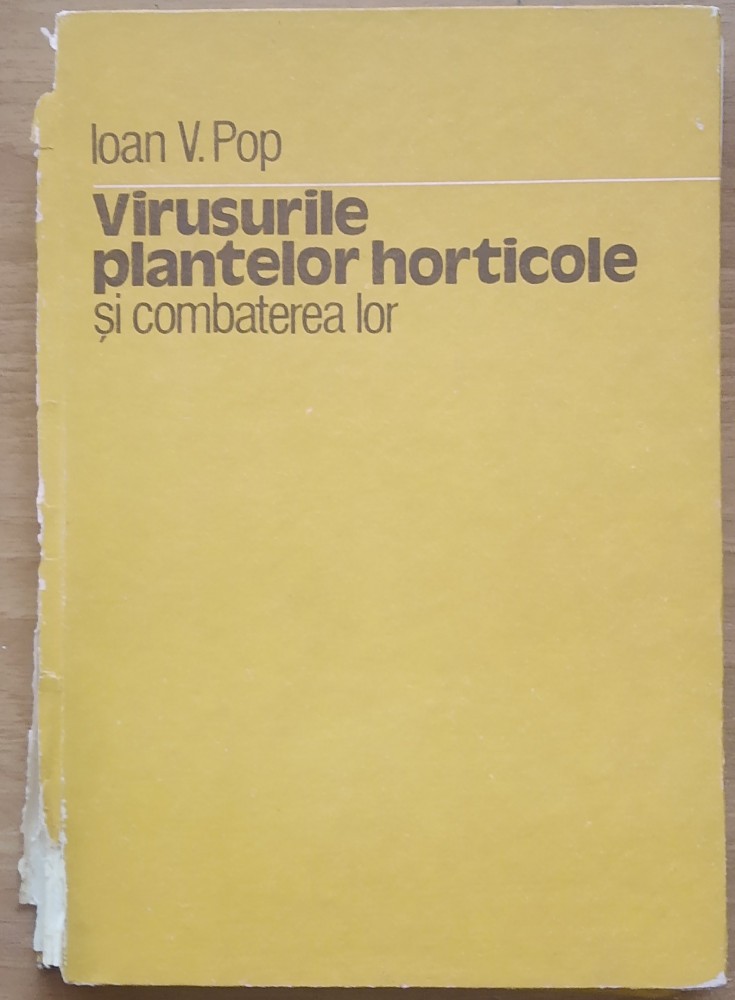 Ioan V. Pop
Virusurile
plantelor horticole
și combaterea lor